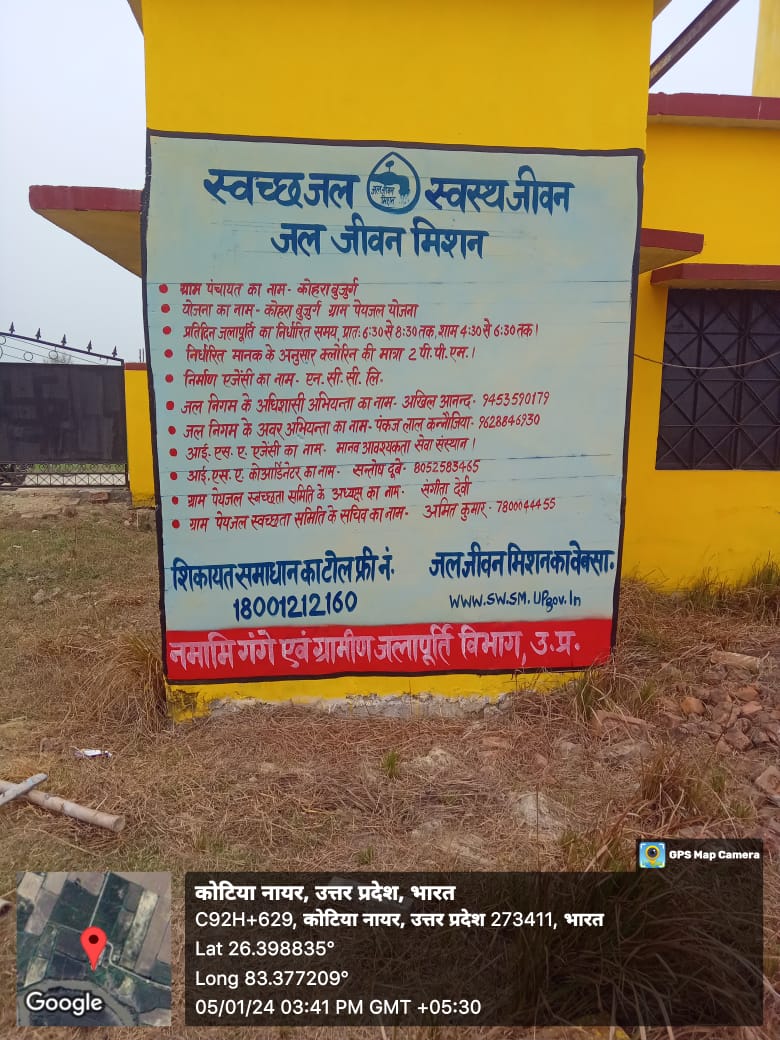 स्वच्छ जल जल जीवन मिशन स्वस्थ जीवन
जल जीवन मिशन
• ग्राम पंचायत का नाम- कोहरा बुजुर्ग
• योजना का नाम- कोहरा बुजुर्ग ग्राम पेयजल योजना
• प्रतिदिन जलापूर्ति का निर्धारित समय, प्रातः 6:30 से 8:30 तक, शाम 4:30 से 6:30 तक।
• निर्धारित मानक के अनुसार क्लोरिन की मात्रा 2 पी.पी.एम.।
• निर्माण एजेंसी का नाम- एन. सी. सी. लि.
• जल निगम के अधिशासी अभियन्ता का नाम- अखिल आनन्द- 9453590179
• जल निगम के अवर अभियन्ता का नाम- पंकज लाल कन्नौजिया- 9628846930
• आई. एस. ए. एजेंसी का नाम- मानव आवश्यकता सेवा संस्थान।
• आई. एस. ए. कोआर्डिनेटर का नाम- सन्तोष दूबे- 8052583465
• ग्राम पेयजल स्वच्छता समिति के अध्यक्ष का नाम- संगीता देवी
• ग्राम पेयजल स्वच्छता समिति के सचिव का नाम- अमित कुमार- 7800044455
शिकायत समाधान का टोल फ्री नं. जल जीवन मिशन का वेबसा.
18001212160 WWW.SWSM.UPgov.In
नमामि गंगे एवं ग्रामीण जलापूर्ति विभाग, उ.प्र.
GPS Map Camera
कोटिया नायर, उत्तर प्रदेश, भारत
C92H+629, कोटिया नायर, उत्तर प्रदेश 273411, भारत
Lat 26.398835°
Long 83.377209°
05/01/24 03:41 PM GMT +05:30
Google